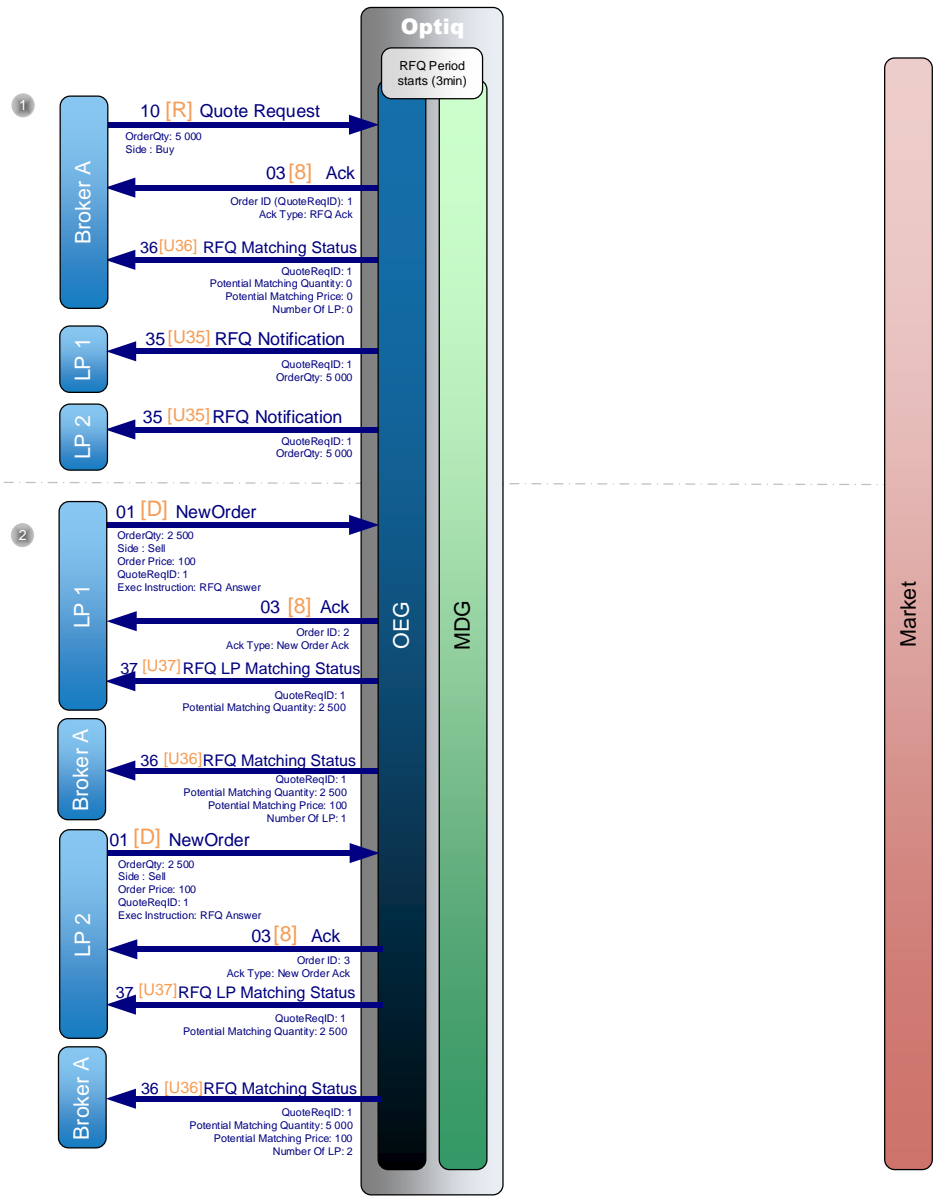 Optiq
RFQ Period
starts (3min)
1
Broker A
10 [R] Quote Request
OrderQty: 5 000
Side : Buy
03 [8] Ack
Order ID (QuoteReqID): 1
Ack Type: RFQ Ack
36 [U36] RFQ Matching Status
QuoteReqID: 1
Potential Matching Quantity: 0
Potential Matching Price: 0
Number Of LP: 0
LP 1
35 [U35] RFQ Notification
QuoteReqID: 1
OrderQty: 5 000
LP 2
35 [U35] RFQ Notification
QuoteReqID: 1
OrderQty: 5 000
2
LP 1
01 [D] NewOrder
OrderQty: 2 500
Side : Sell
Order Price: 100
QuoteReqID: 1
Exec Instruction: RFQ Answer
03 [8] Ack
Order ID: 2
Ack Type: New Order Ack
37 [U37] RFQ LP Matching Status
QuoteReqID: 1
Potential Matching Quantity: 2 500
Broker A
36 [U36] RFQ Matching Status
QuoteReqID: 1
Potential Matching Quantity: 2 500
Potential Matching Price: 100
Number Of LP: 1
LP 2
01 [D] NewOrder
OrderQty: 2 500
Side : Sell
Order Price: 100
QuoteReqID: 1
Exec Instruction: RFQ Answer
03 [8] Ack
Order ID: 3
Ack Type: New Order Ack
37 [U37] RFQ LP Matching Status
QuoteReqID: 1
Potential Matching Quantity: 2 500
Broker A
36 [U36] RFQ Matching Status
QuoteReqID: 1
Potential Matching Quantity: 5 000
Potential Matching Price: 100
Number Of LP: 2
OEG
MDG
Market